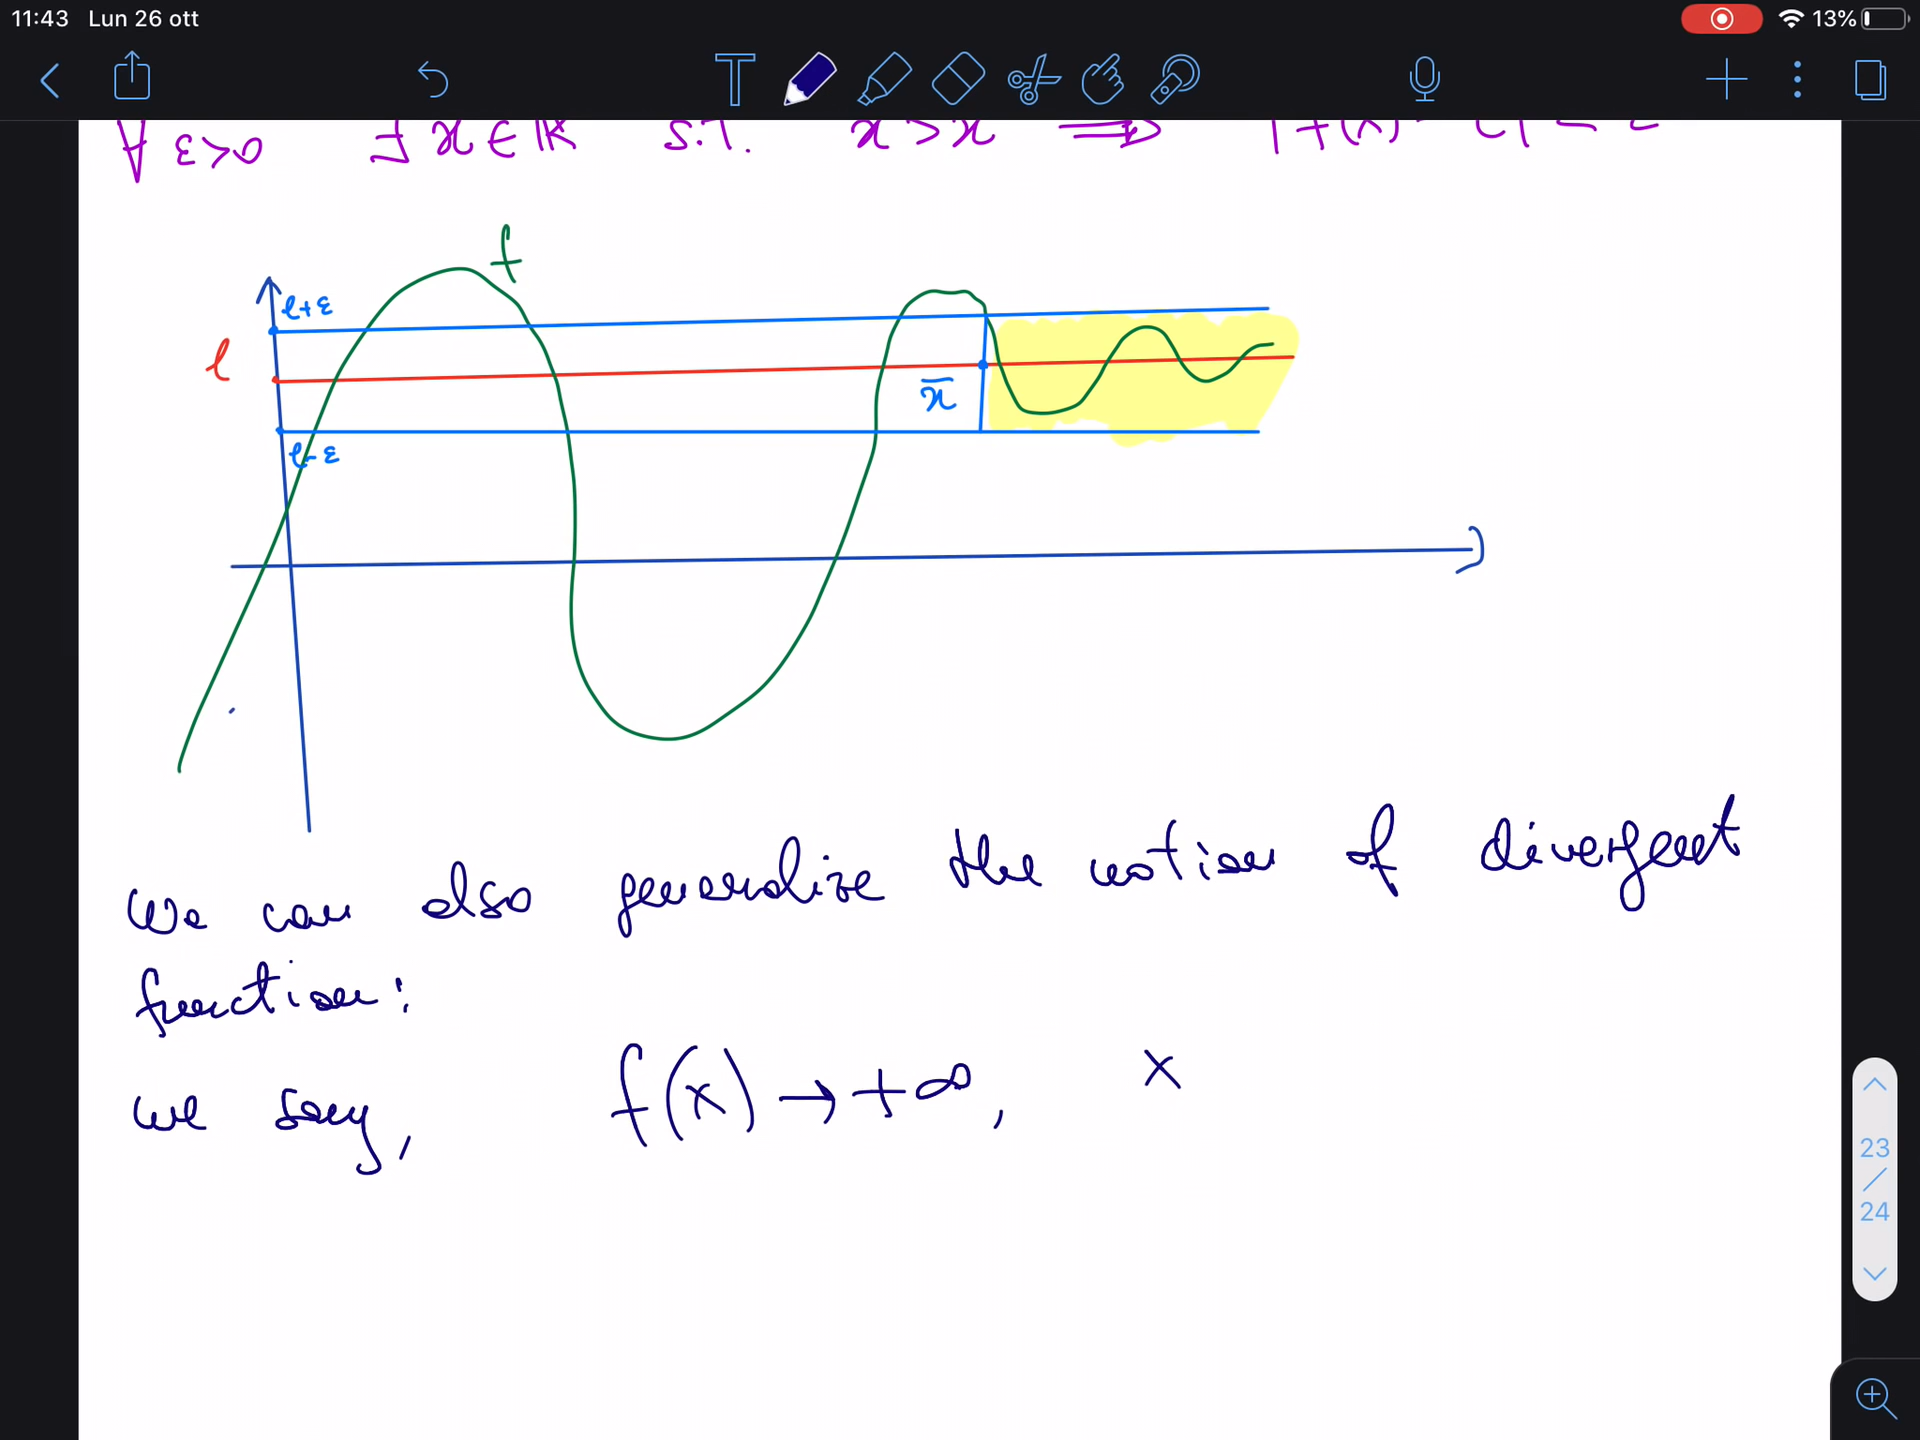 11:43 Lun 26 ott 13%
∀ ε>0 ∃ x̄ ∈ ℝ s.t. x > x̄ ⟹ |f(x) - l| < ε
f
l+ε
l
x̄
l-ε
We can also generalize the notion of divergent
function:
we say, f(x) → +∞, x
23
/
24